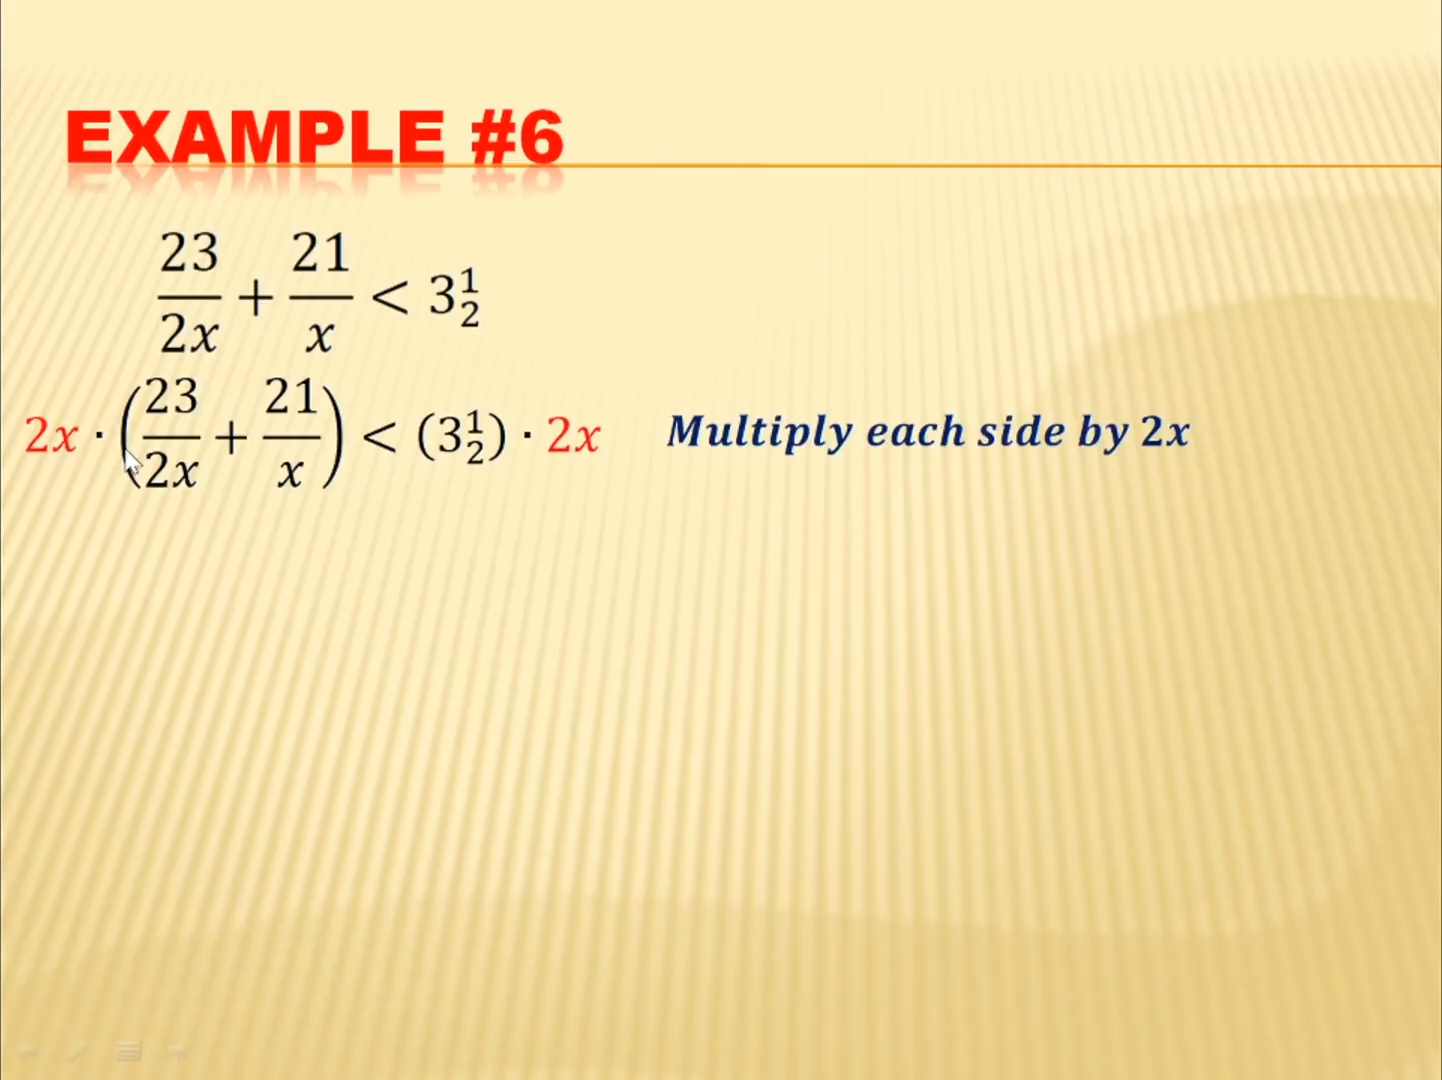 EXAMPLE #6
23/2x + 21/x < 3 1/2
2x · (23/2x + 21/x) < (3 1/2) · 2x Multiply each side by 2x